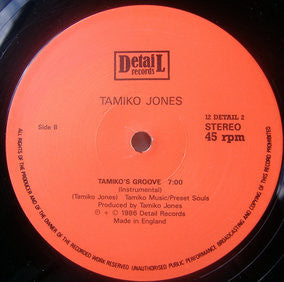 Detail
records
TAMIKO JONES
Side B
12 DETAIL 2
STEREO
45 rpm
TAMIKO'S GROOVE 7:00
(Instrumental)
(Tamiko Jones) Tamiko Music/Preset Souls
Produced by Tamiko Jones
℗ + © 1986 Detail Records
Made in England
ALL RIGHTS OF THE PRODUCER AND OF THE OWNER OF THE RECORDED WORK RESERVED UNAUTHORISED PUBLIC PERFORMANCE BROADCASTING AND COPYING OF THIS RECORD